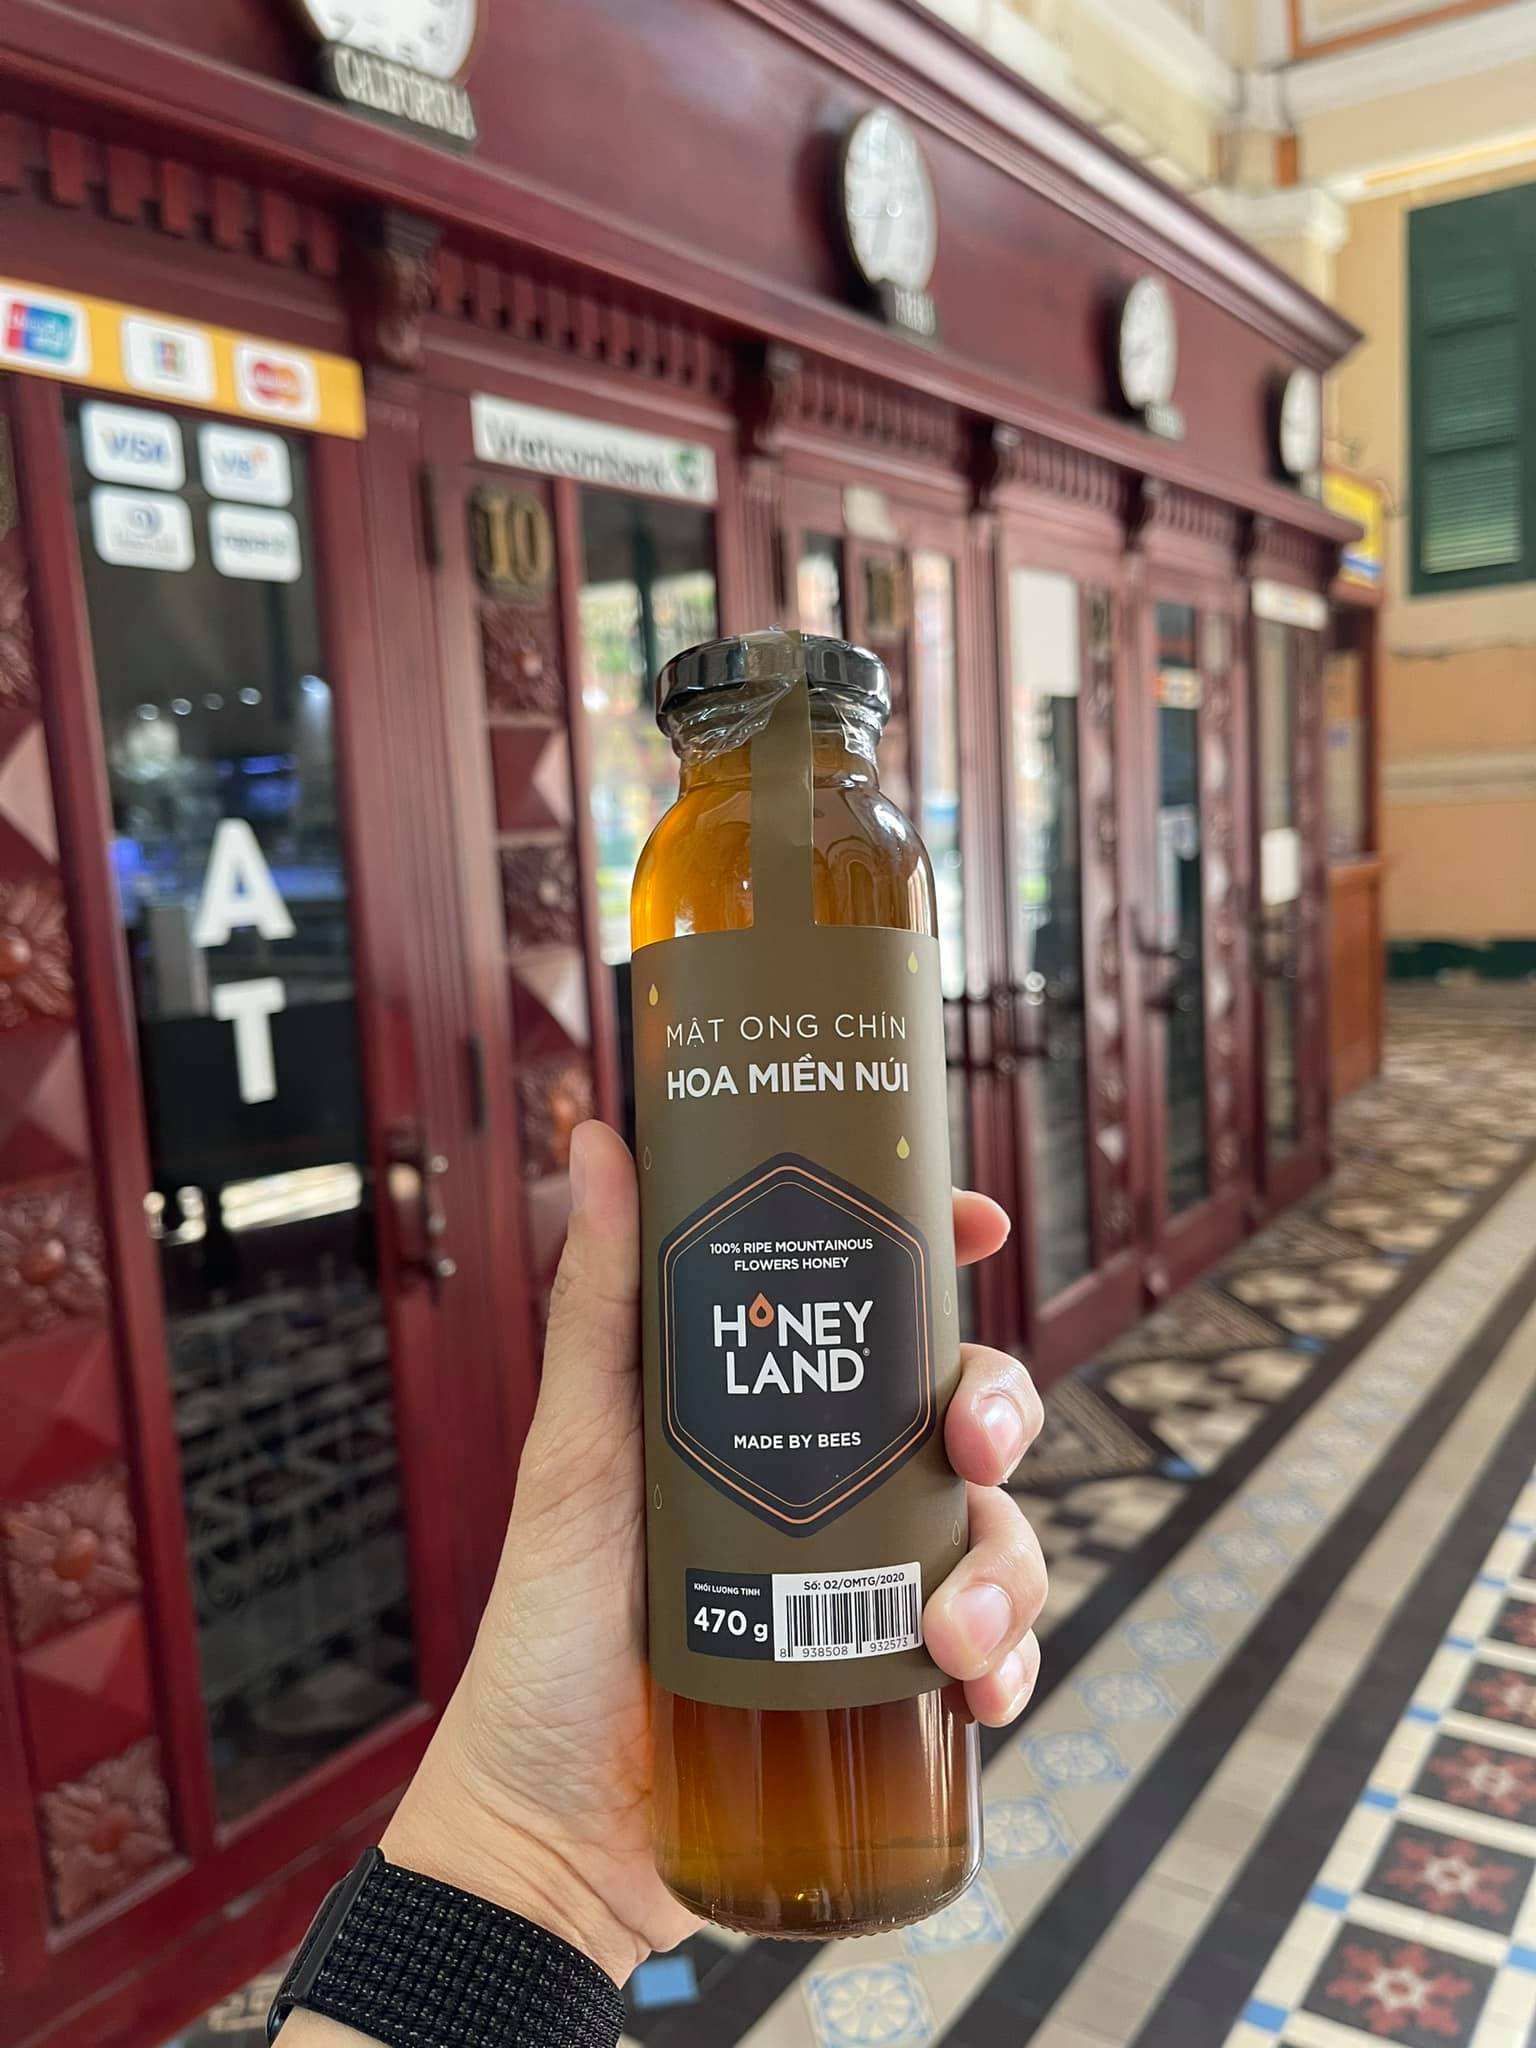 CALIFORNIA
VISA
Vietcombank
10
AT
MẬT ONG CHÍN
HOA MIỀN NÚI
100% RIPE MOUNTAINOUS
FLOWERS HONEY
HONEY
LAND®
MADE BY BEES
KHỐI LƯỢNG TỊNH
470 g
Số: 02/OMTG/2020
8 938508 932573